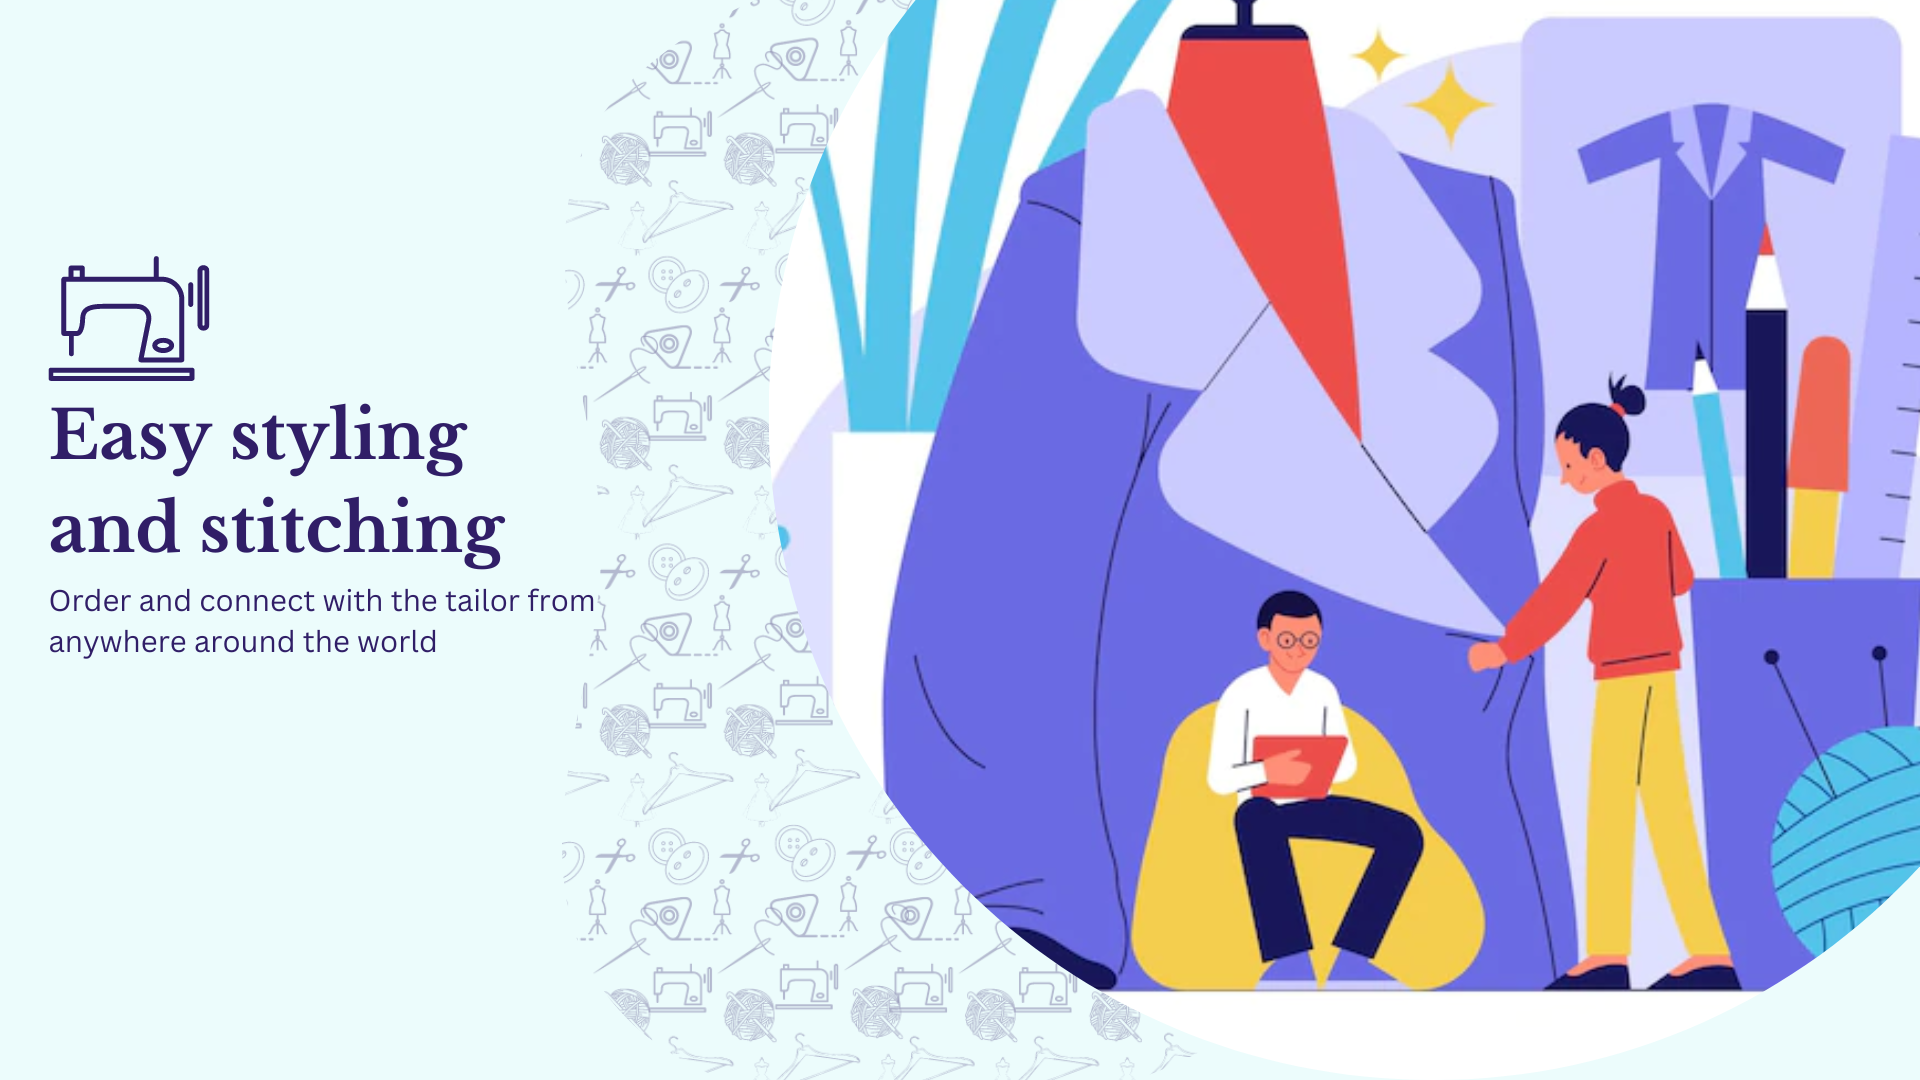 Easy styling
and stitching
Order and connect with the tailor from
anywhere around the world